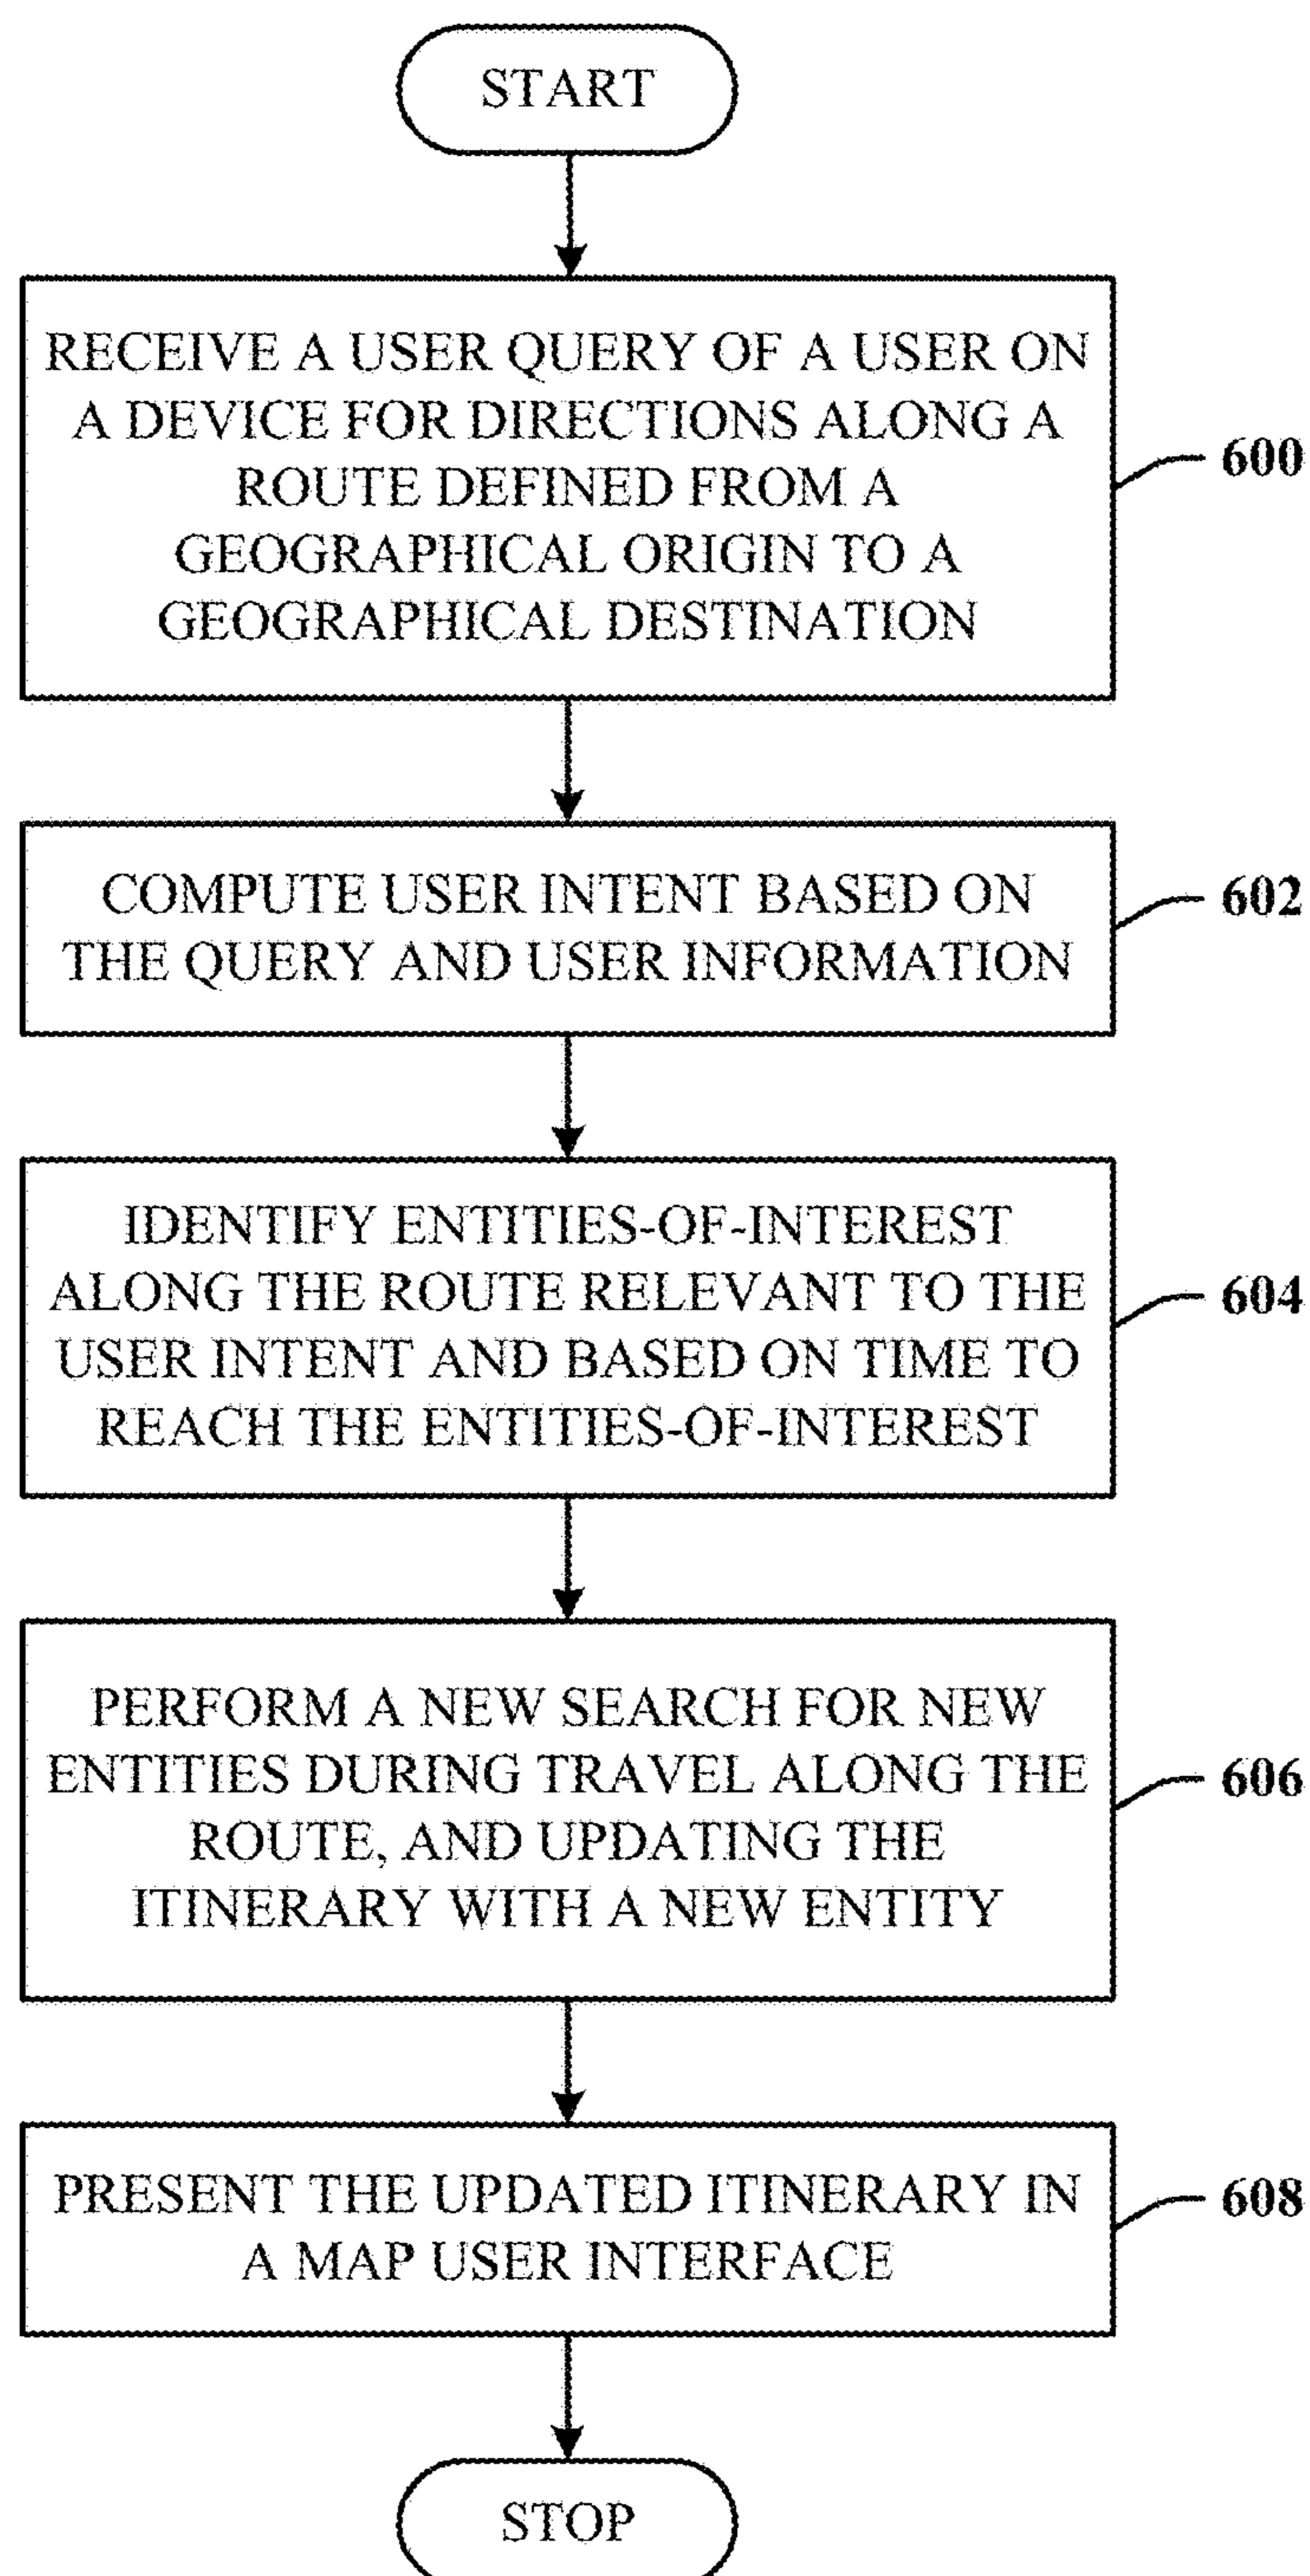 START
RECEIVE A USER QUERY OF A USER ON
A DEVICE FOR DIRECTIONS ALONG A
ROUTE DEFINED FROM A
GEOGRAPHICAL ORIGIN TO A
GEOGRAPHICAL DESTINATION
600
COMPUTE USER INTENT BASED ON
THE QUERY AND USER INFORMATION
602
IDENTIFY ENTITIES-OF-INTEREST
ALONG THE ROUTE RELEVANT TO THE
USER INTENT AND BASED ON TIME TO
REACH THE ENTITIES-OF-INTEREST
604
PERFORM A NEW SEARCH FOR NEW
ENTITIES DURING TRAVEL ALONG THE
ROUTE, AND UPDATING THE
ITINERARY WITH A NEW ENTITY
606
PRESENT THE UPDATED ITINERARY IN
A MAP USER INTERFACE
608
STOP